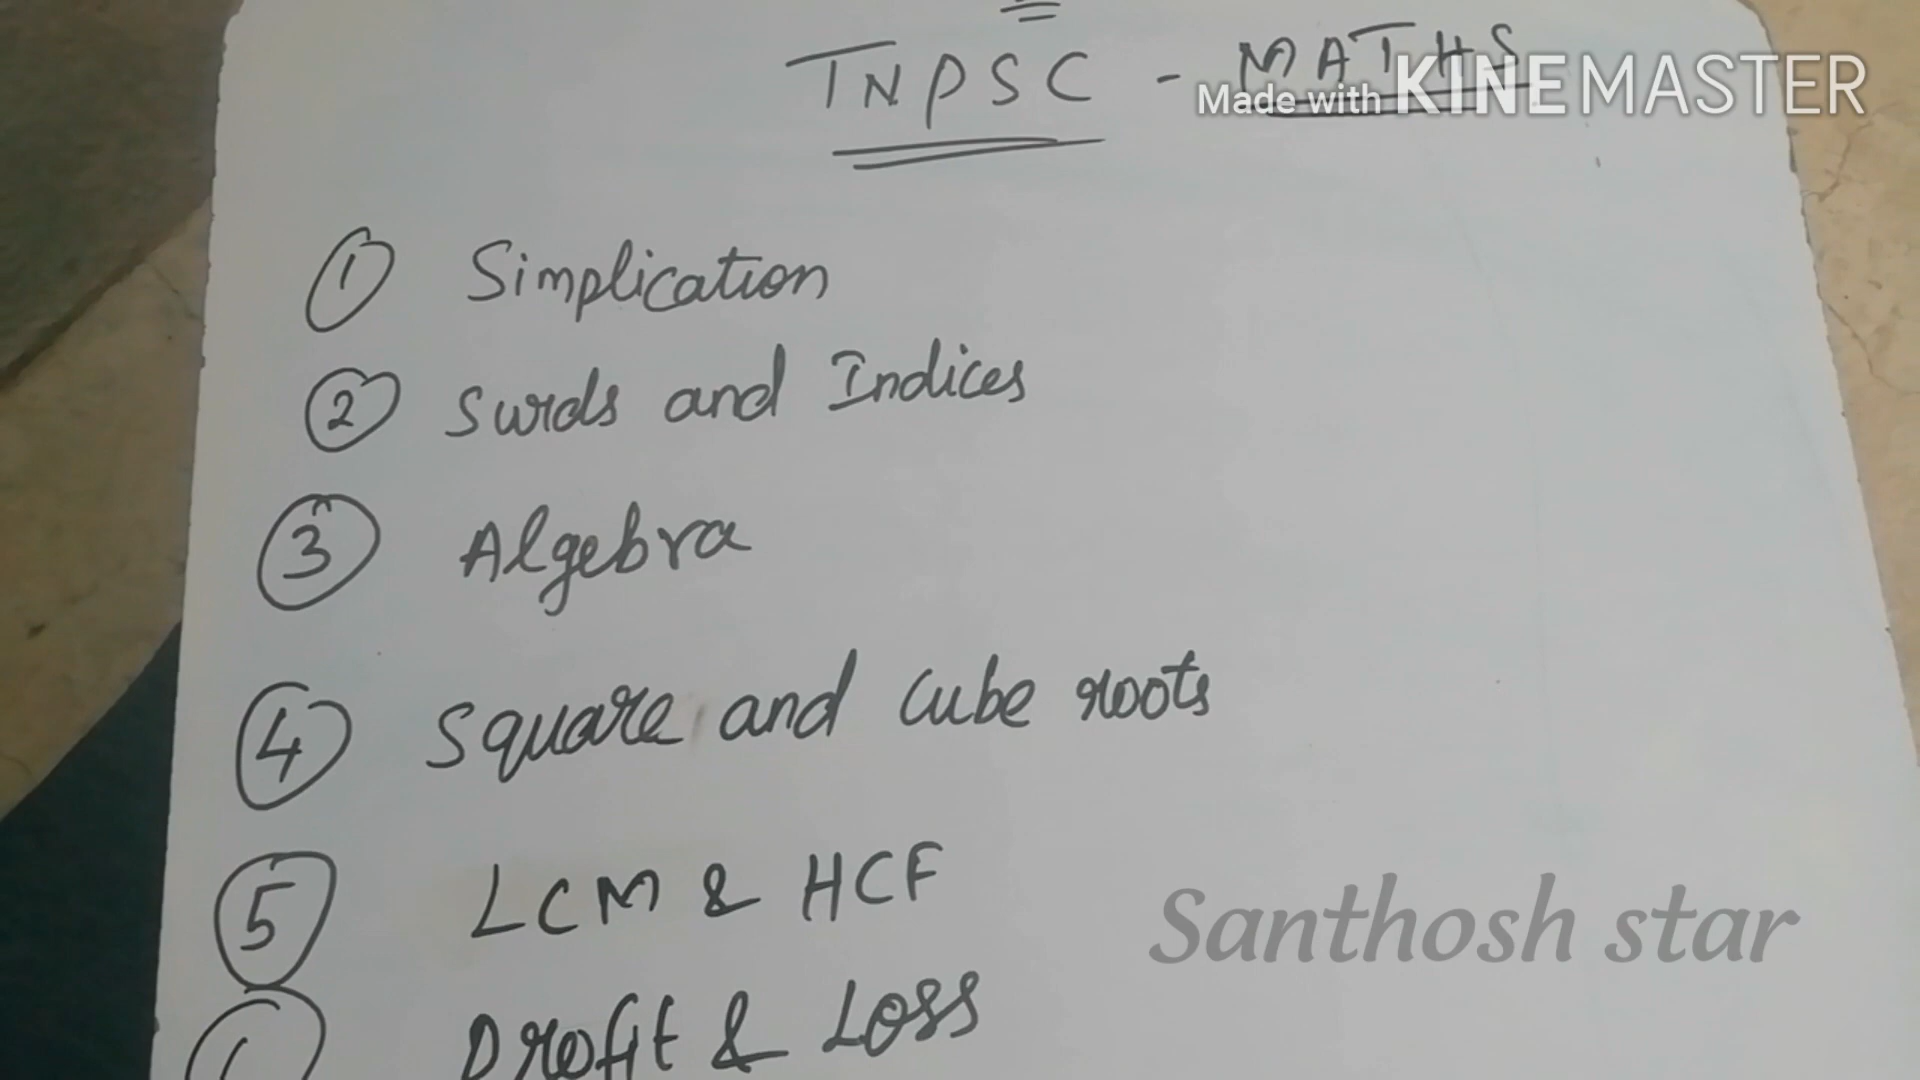 TNPSC - MATHS
Made with KINEMASTER
① Simplication
② Surds and Indices
③ Algebra
④ Square and Cube roots
⑤ LCM & HCF
Santhosh star
Profit & Loss